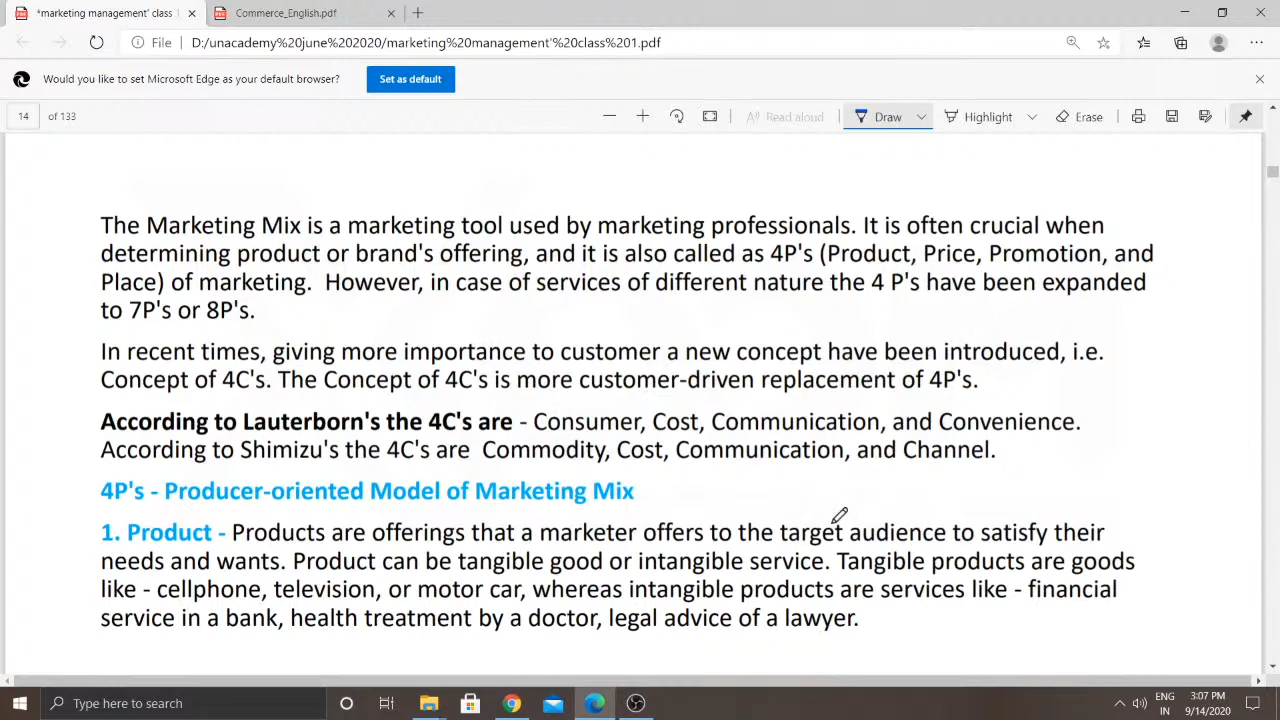 *marketing management' class 1
Commerce_English.pdf
File D:/unacademy%20june%202020/marketing%20management'%20class%201.pdf
Would you like to set Microsoft Edge as your default browser? Set as default
14 of 133 Read aloud Draw Highlight Erase
The Marketing Mix is a marketing tool used by marketing professionals. It is often crucial when
determining product or brand's offering, and it is also called as 4P's (Product, Price, Promotion, and
Place) of marketing. However, in case of services of different nature the 4 P's have been expanded
to 7P's or 8P's.
In recent times, giving more importance to customer a new concept have been introduced, i.e.
Concept of 4C's. The Concept of 4C's is more customer-driven replacement of 4P's.
According to Lauterborn's the 4C's are - Consumer, Cost, Communication, and Convenience.
According to Shimizu's the 4C's are Commodity, Cost, Communication, and Channel.
4P's - Producer-oriented Model of Marketing Mix
1. Product - Products are offerings that a marketer offers to the target audience to satisfy their
needs and wants. Product can be tangible good or intangible service. Tangible products are goods
like - cellphone, television, or motor car, whereas intangible products are services like - financial
service in a bank, health treatment by a doctor, legal advice of a lawyer.
Type here to search
ENG
IN
3:07 PM
9/14/2020